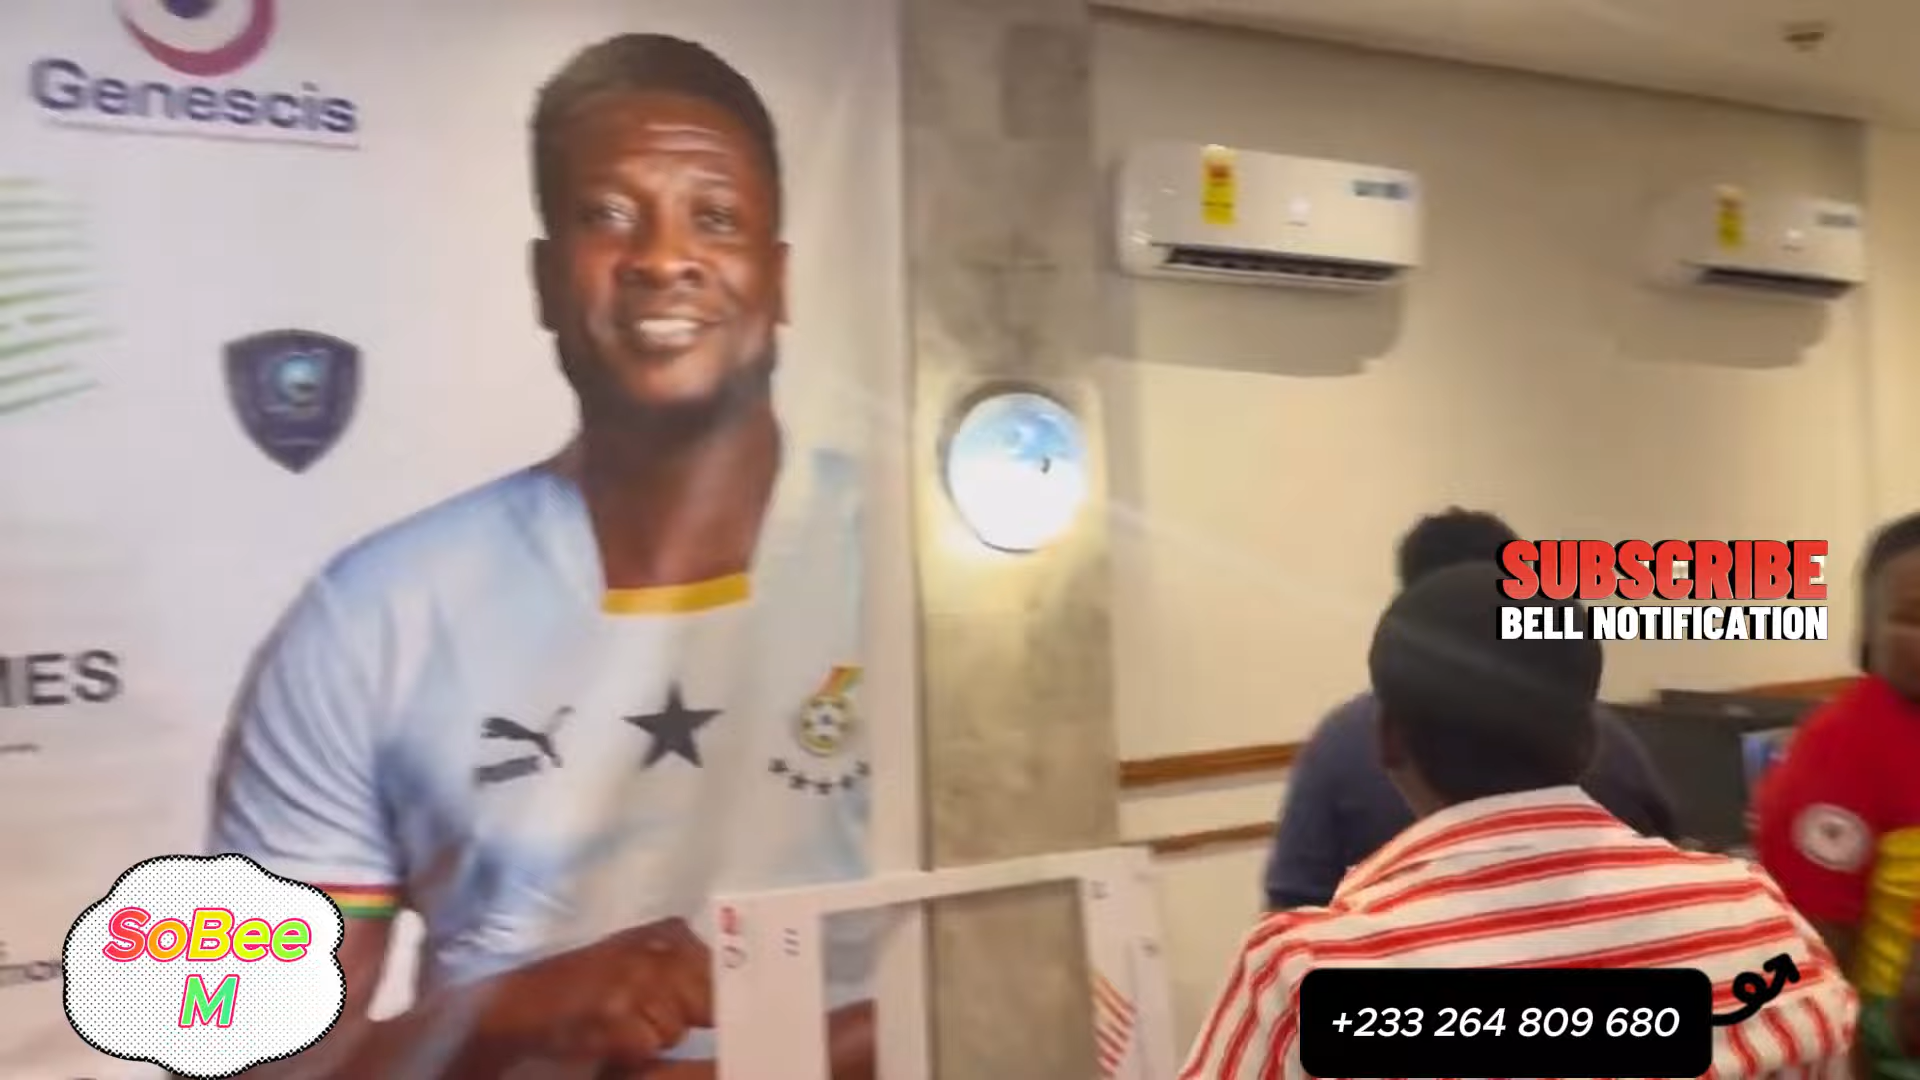 Genescis
MES
SUBSCRIBE
BELL NOTIFICATION
SoBee
M
+233 264 809 680